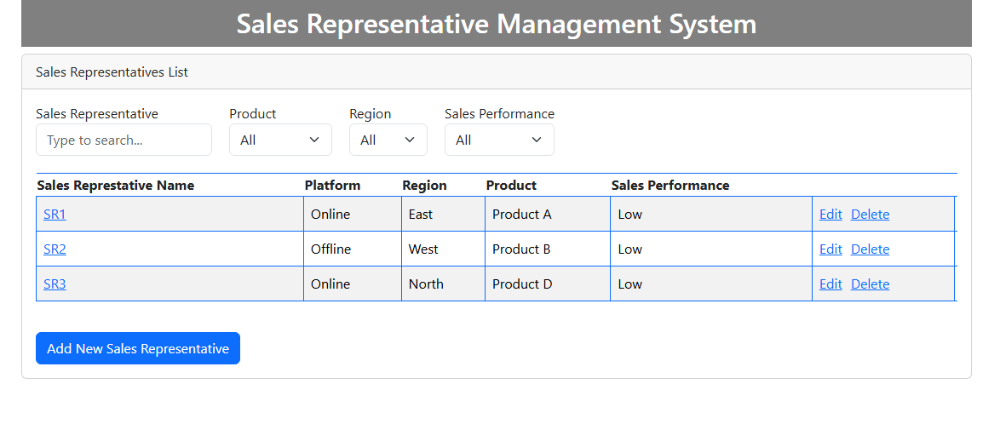 Sales Representative Management System
Sales Representatives List
Sales Representative Product Region Sales Performance
Type to search... All All All
Sales Represtative Name Platform Region Product Sales Performance
SR1 Online East Product A Low Edit Delete
SR2 Offline West Product B Low Edit Delete
SR3 Online North Product D Low Edit Delete
Add New Sales Representative